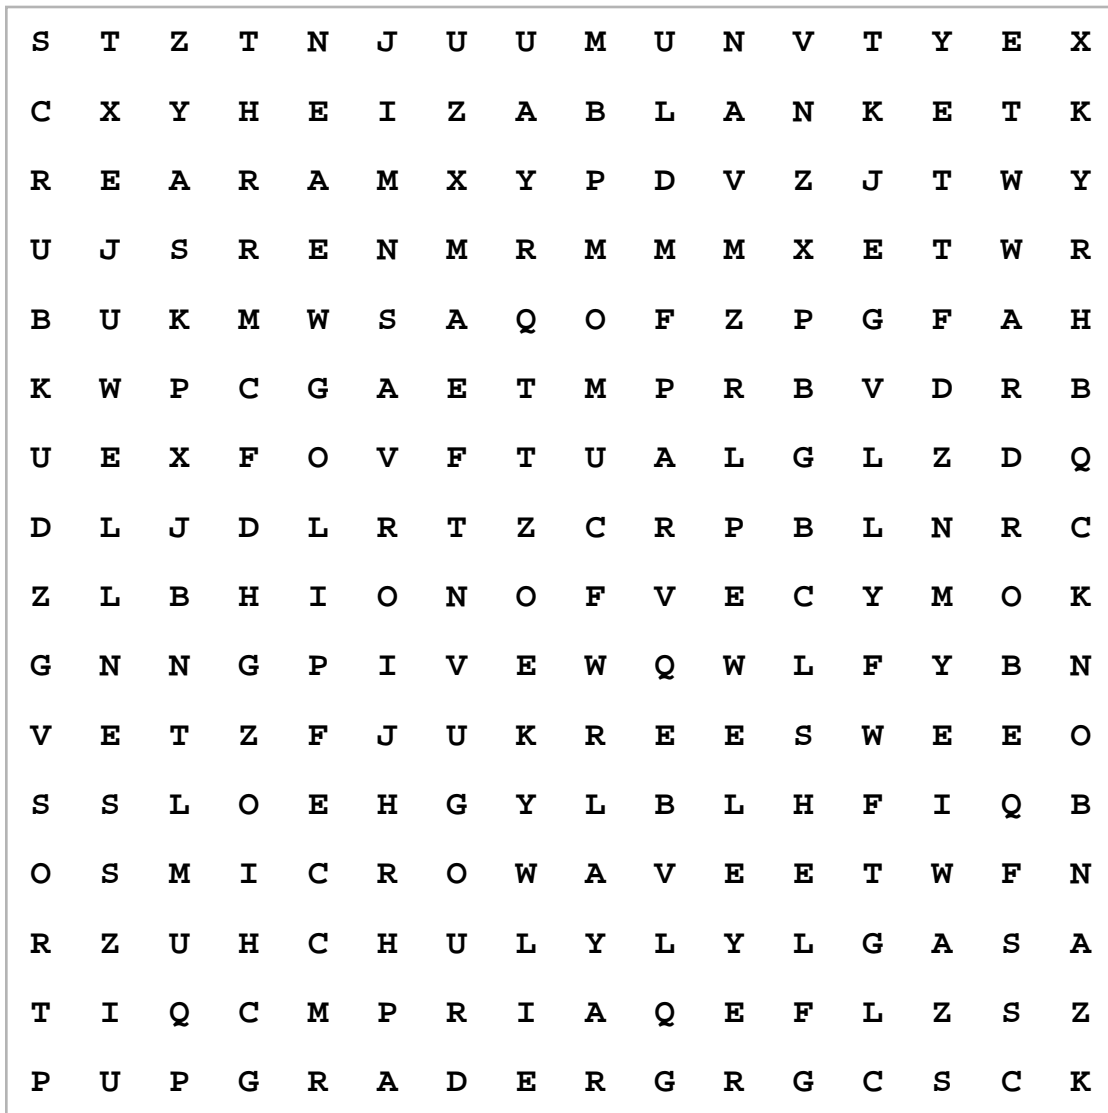 S T Z T N J U U M U N V T Y E X
C X Y H E I Z A B L A N K E T K
R E A R A M X Y P D V Z J T W Y
U J S R E N M R M M M X E T W R
B U K M W S A Q O F Z P G F A H
K W P C G A E T M P R B V D R B
U E X F O V F T U A L G L Z D Q
D L J D L R T Z C R P B L N R C
Z L B H I O N O F V E C Y M O K
G N N G P I V E W Q W L F Y B N
V E T Z F J U K R E E S W E E O
S S L O E H G Y L B L H F I Q B
O S M I C R O W A V E E T W F N
R Z U H C H U L Y L Y L G A S A
T I Q C M P R I A Q E F L Z S Z
P U P G R A D E R G R G C S C K